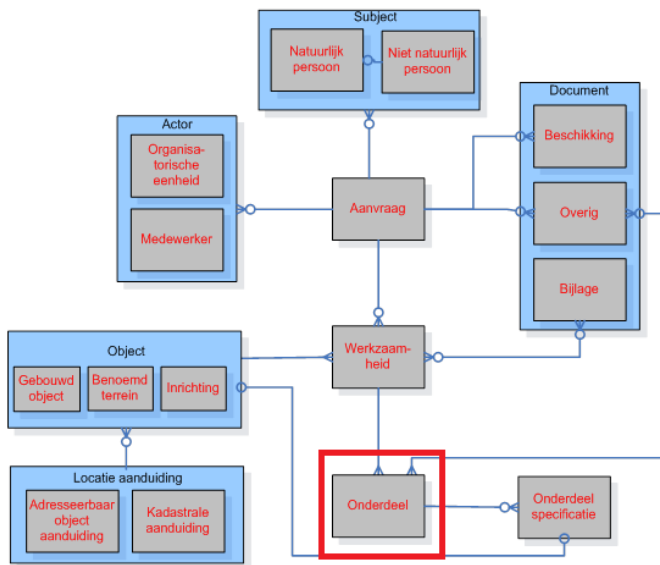 Subject
Natuurlijk
persoon
Niet natuurlijk
persoon
Actor
Organisa-
torische
eenheid
Medewerker
Aanvraag
Document
Beschikking
Overig
Bijlage
Object
Gebouwd
object
Benoemd
terrein
Inrichting
Werkzaam-
heid
Locatie aanduiding
Adresseerbaar
object
aanduiding
Kadastrale
aanduiding
Onderdeel
Onderdeel
specificatie